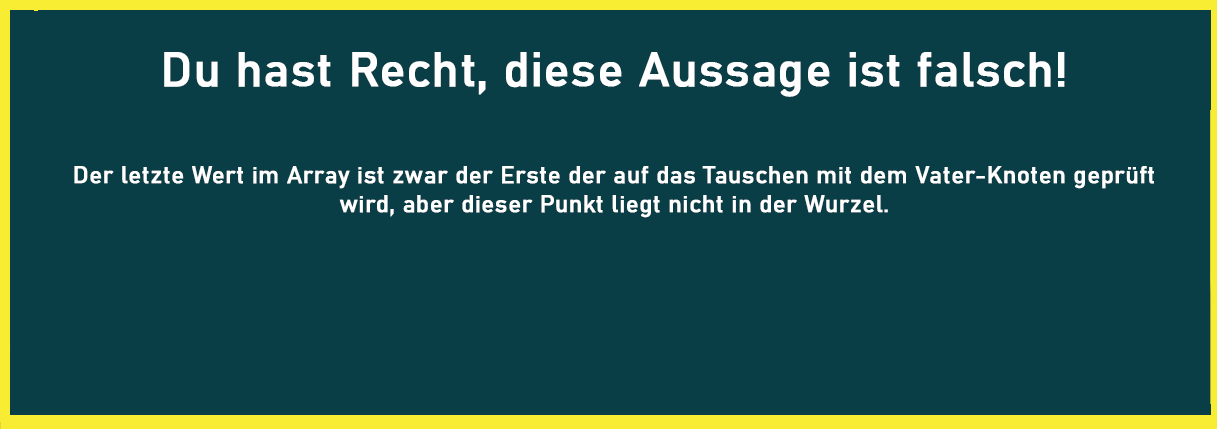 Du hast Recht, diese Aussage ist falsch!
Der letzte Wert im Array ist zwar der Erste der auf das Tauschen mit dem Vater-Knoten geprüft
wird, aber dieser Punkt liegt nicht in der Wurzel.